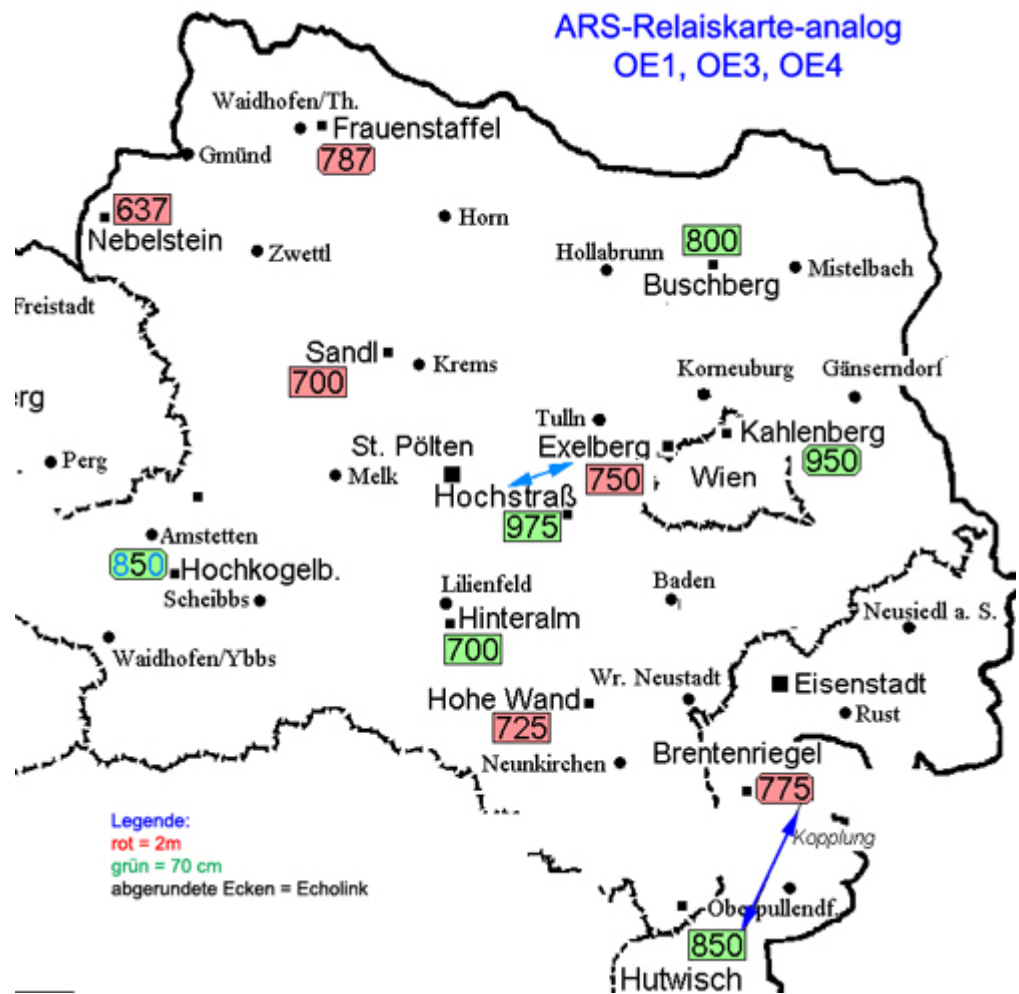 ARS-Relaiskarte-analog
OE1, OE3, OE4
Waidhofen/Th.
Frauenstaffel
787
Gmünd
637
Nebelstein
Horn
Zwettl
800
Hollabrunn
Buschberg
Mistelbach
Freistadt
Sandl
700
Krems
Korneuburg
Gänserndorf
erg
Tulln
Kahlenberg
950
St. Pölten
Exelberg
750
Wien
Perg
Melk
Hochstraß
975
Amstetten
850
Hochkogelb.
Scheibbs
Lilienfeld
Hinteralm
700
Baden
Neusiedl a. S.
Waidhofen/Ybbs
Wr. Neustadt
Eisenstadt
Hohe Wand
725
Rust
Neunkirchen
Brentenriegel
775
Kopplung
Legende:
rot = 2m
grün = 70 cm
abgerundete Ecken = Echolink
Oberpullendf.
850
Hutwisch